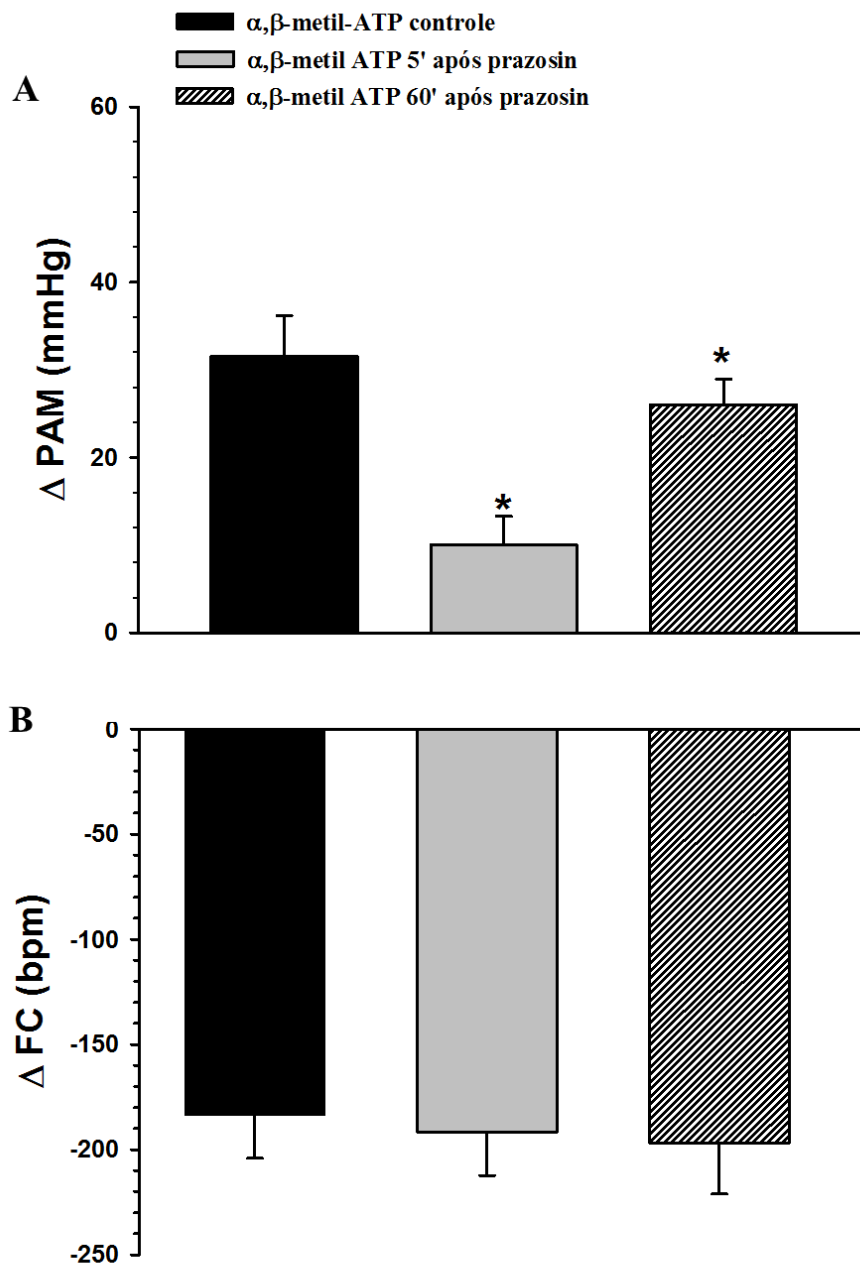 α,β-metil-ATP controle
α,β-metil ATP 5' após prazosin
α,β-metil ATP 60' após prazosin
A
60
40
20
0
Δ PAM (mmHg)
*
*
B
0
-50
-100
-150
-200
-250
Δ FC (bpm)